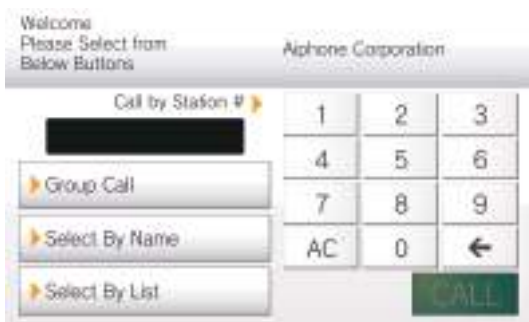 Welcome
Please Select from
Below Buttons
Aiphone Corporation
Call by Station #
Group Call
Select By Name
Select By List
1 2 3
4 5 6
7 8 9
AC 0 ←
CALL